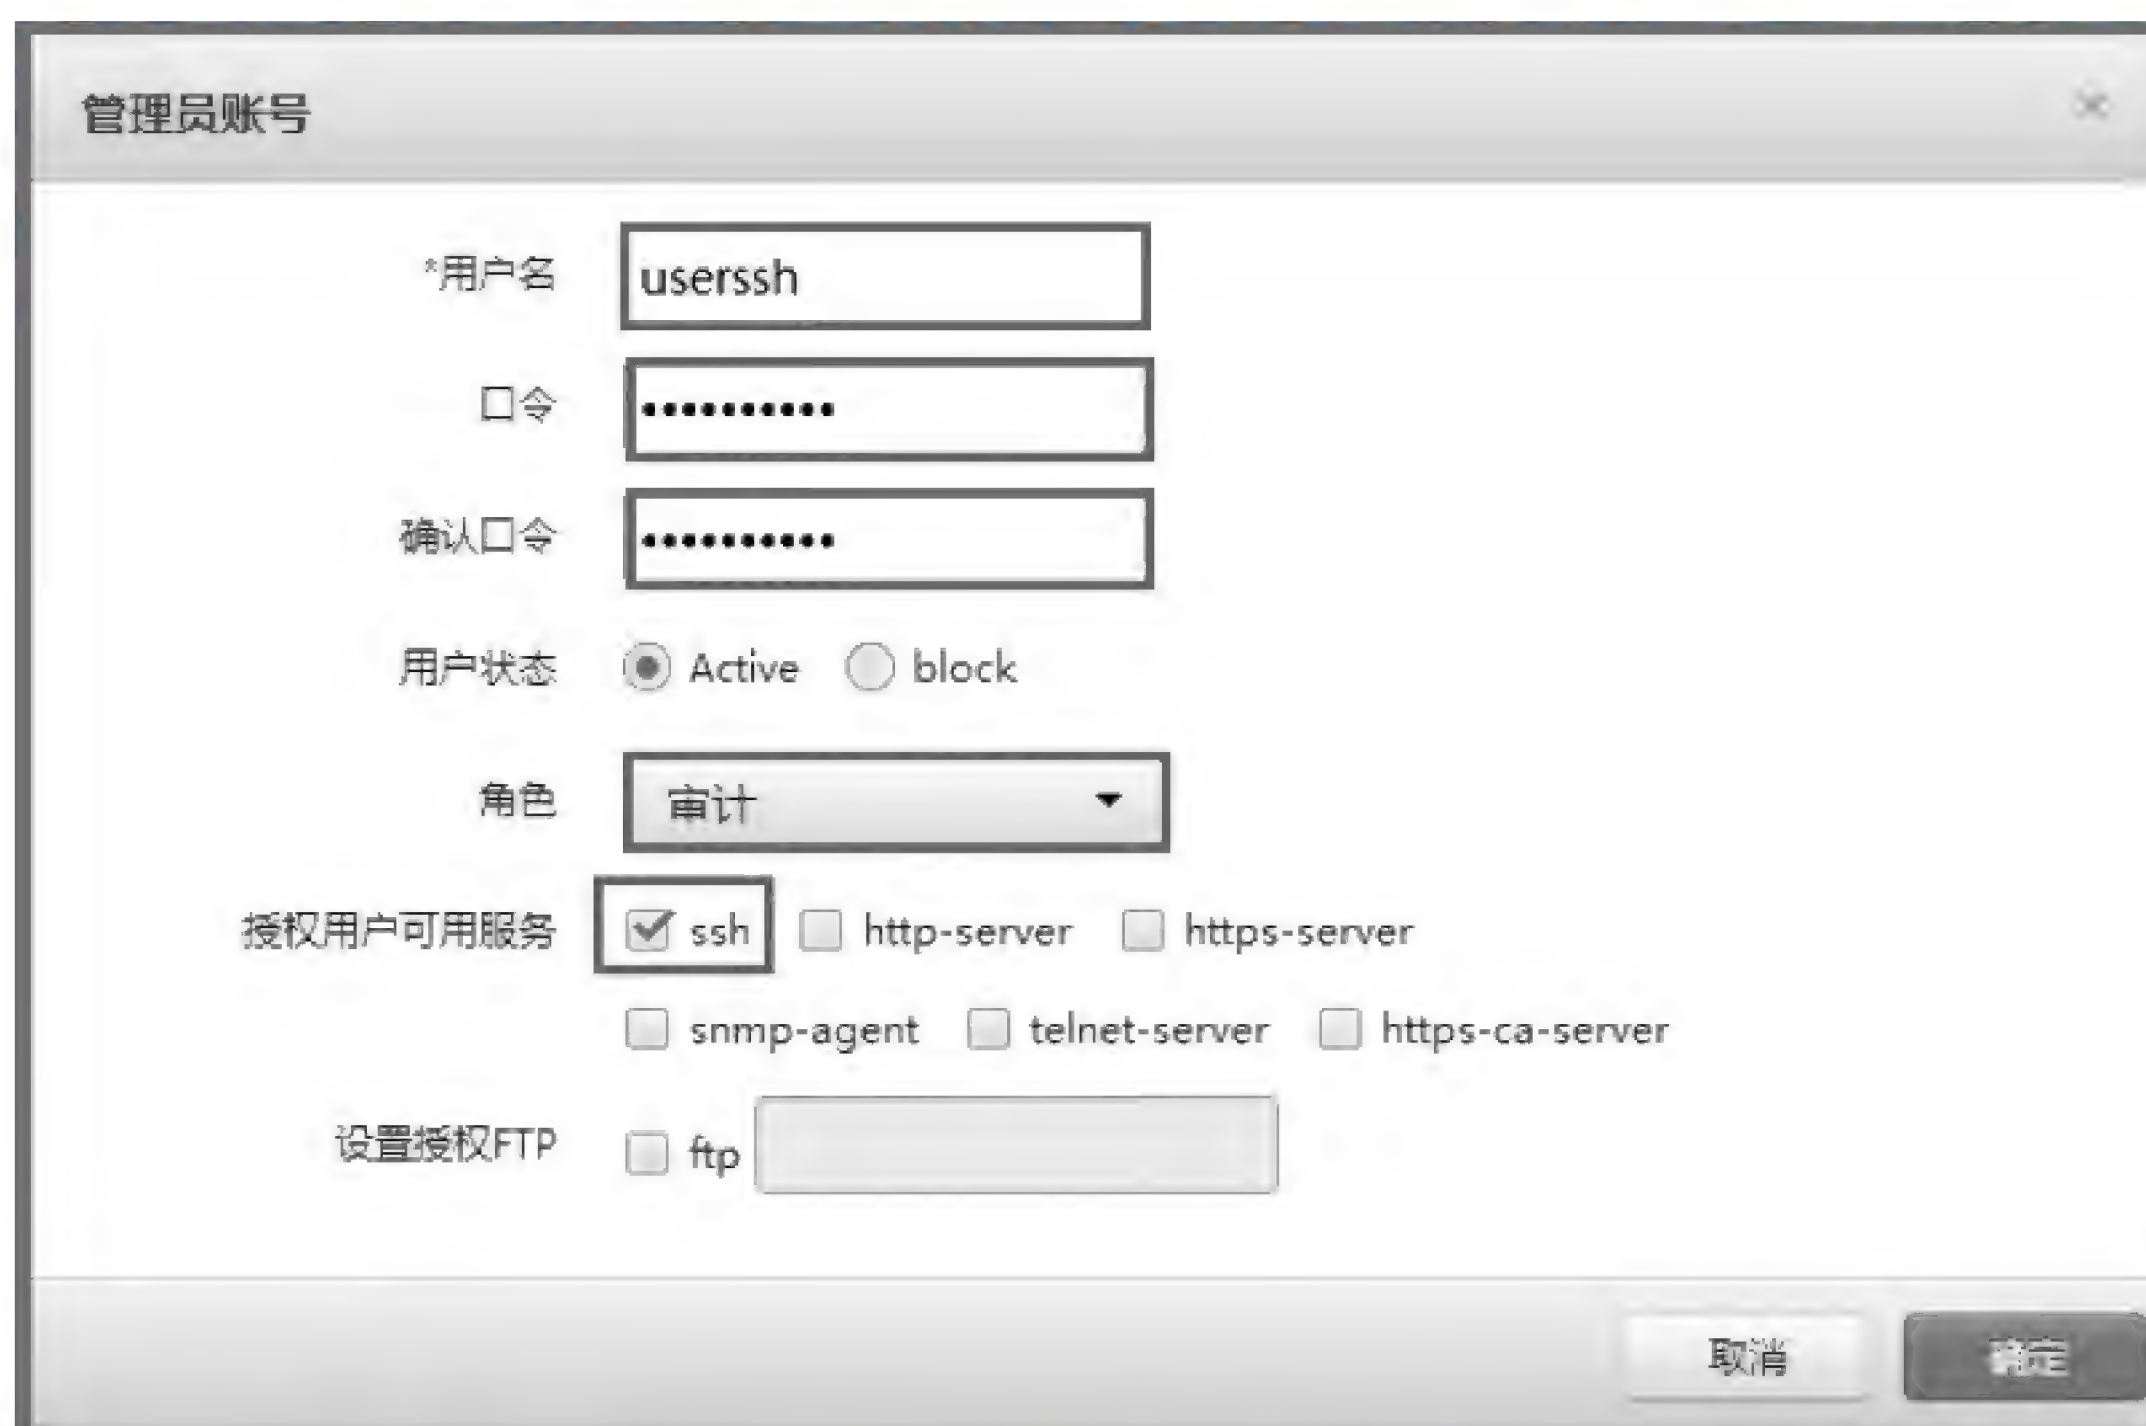 管理员账号
*用户名 userssh
口令 ••••••••••
确认口令 ••••••••••
用户状态 Active block
角色 审计
授权用户可用服务 ssh http-server https-server
snmp-agent telnet-server https-ca-server
设置授权FTP ftp
取消 确定